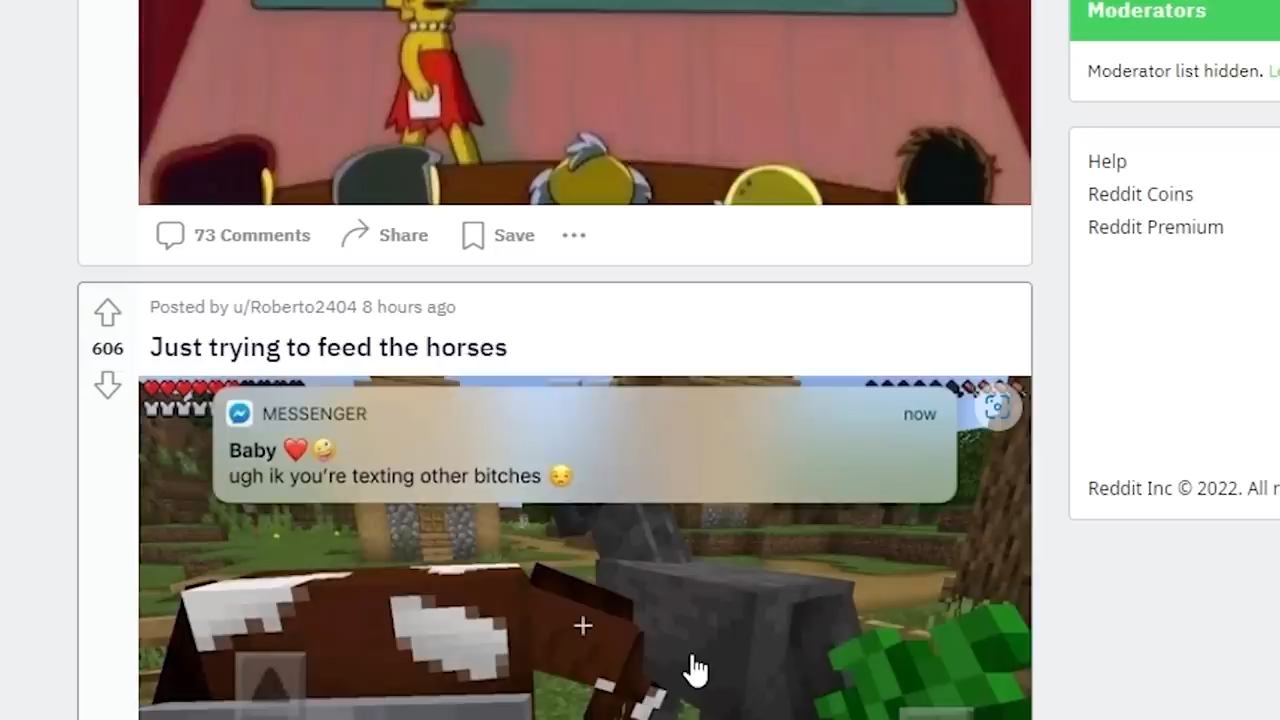 Moderators
Moderator list hidden.
73 Comments
Share
Save
Help
Reddit Coins
Reddit Premium
Posted by u/Roberto2404 8 hours ago
606
Just trying to feed the horses
MESSENGER
now
Baby ❤️🤪
ugh ik you're texting other bitches 😒
Reddit Inc © 2022. All